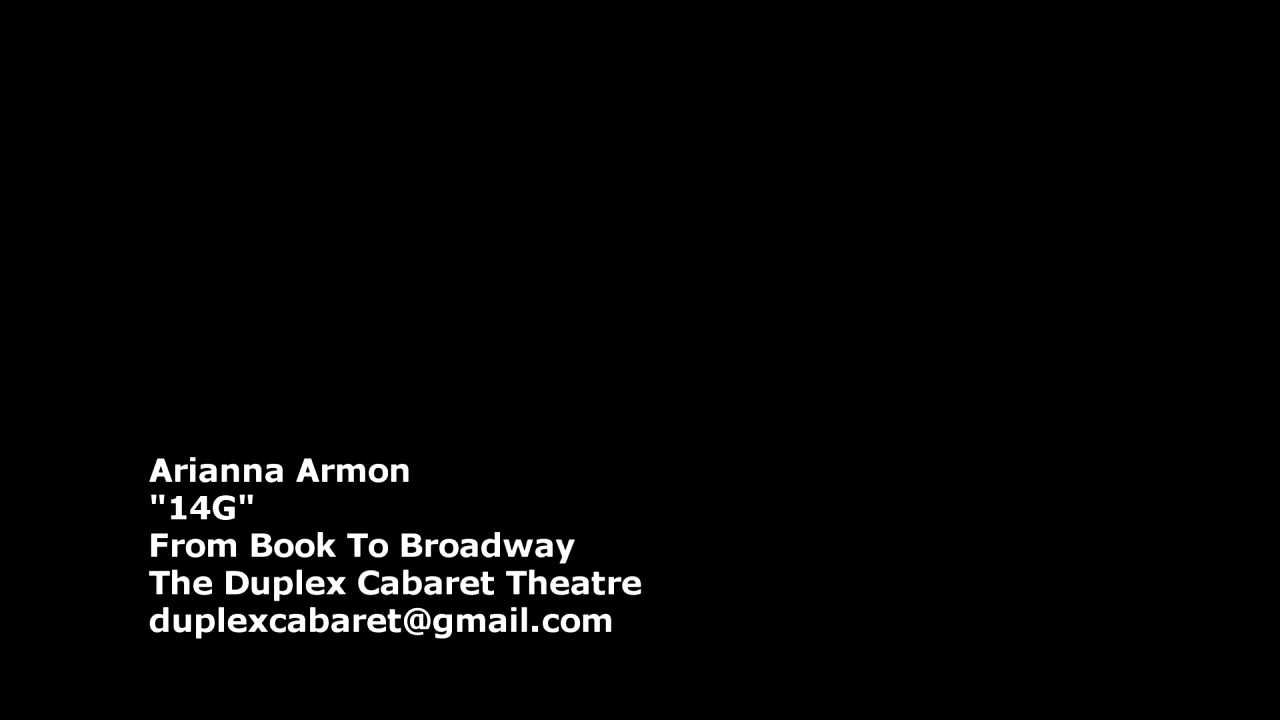 Arianna Armon
"14G"
From Book To Broadway
The Duplex Cabaret Theatre
duplexcabaret@gmail.com